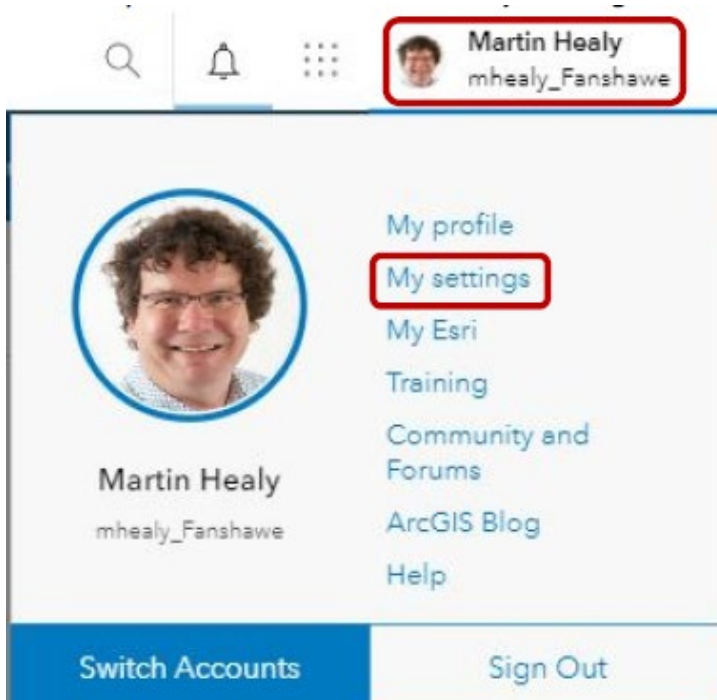 Martin Healy
mhealy_Fanshawe
My profile
My settings
My Esri
Training
Community and
Forums
ArcGIS Blog
Help
Martin Healy
mhealy_Fanshawe
Switch Accounts
Sign Out